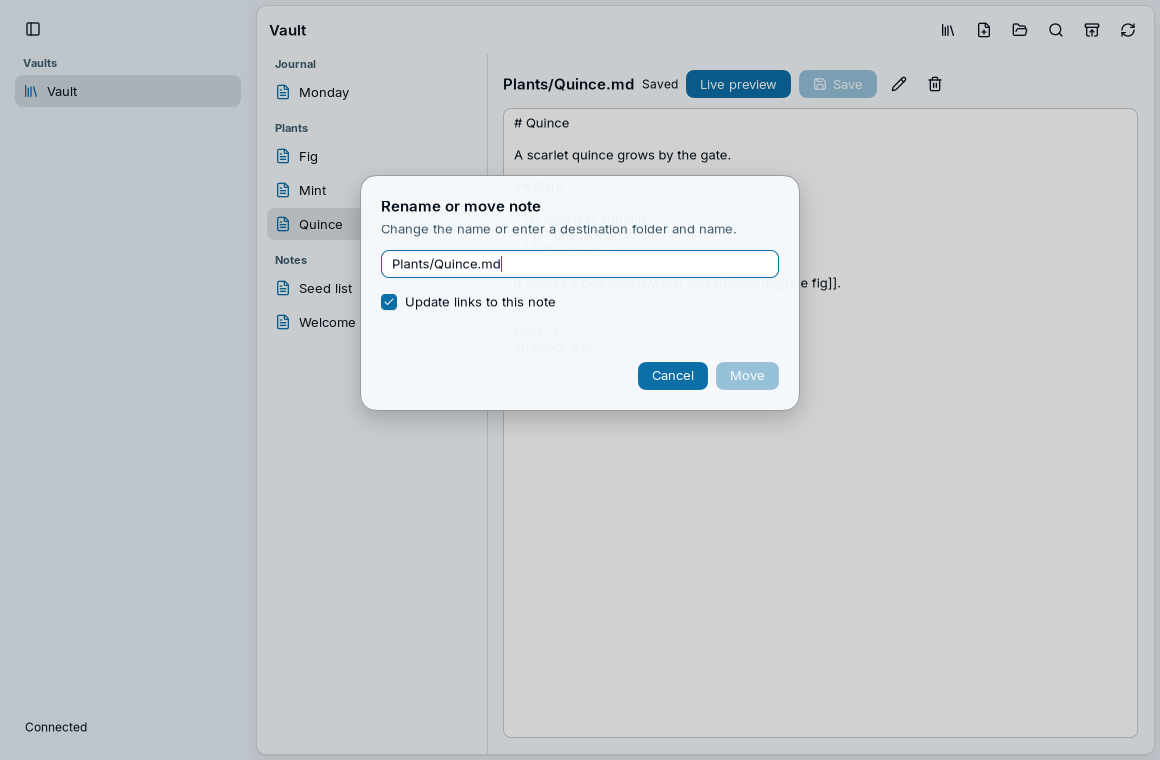 Vault
Vaults
Vault
Journal
Monday
Plants
Fig
Mint
Quince
Notes
Seed list
Welcome
Plants/Quince.md Saved Live preview Save
# Quince
A scarlet quince grows by the gate.
## Care
Rename or move note
Change the name or enter a destination folder and name.
Plants/Quince.md
Update links to this note
fig]].
rows: 3
spacing: 4 m
Cancel Move
Connected